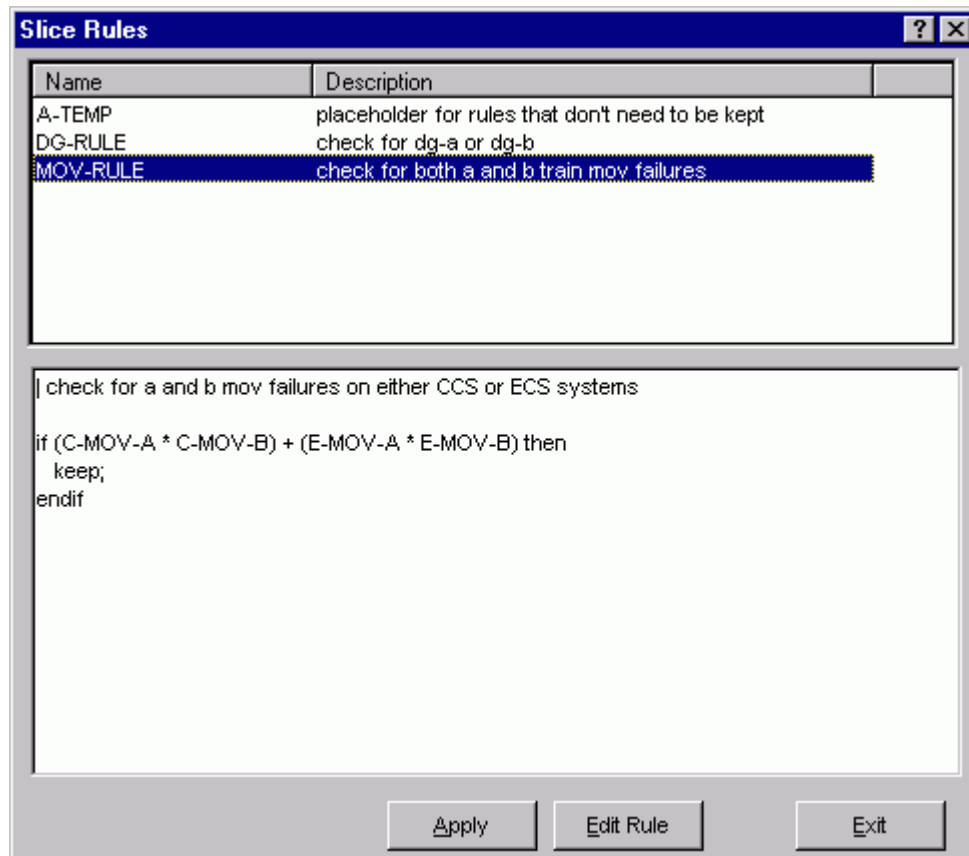 Slice Rules
Name Description
A-TEMP placeholder for rules that don't need to be kept
DG-RULE check for dg-a or dg-b
MOV-RULE check for both a and b train mov failures
| check for a and b mov failures on either CCS or ECS systems
if (C-MOV-A * C-MOV-B) + (E-MOV-A * E-MOV-B) then
keep;
endif
Apply Edit Rule Exit